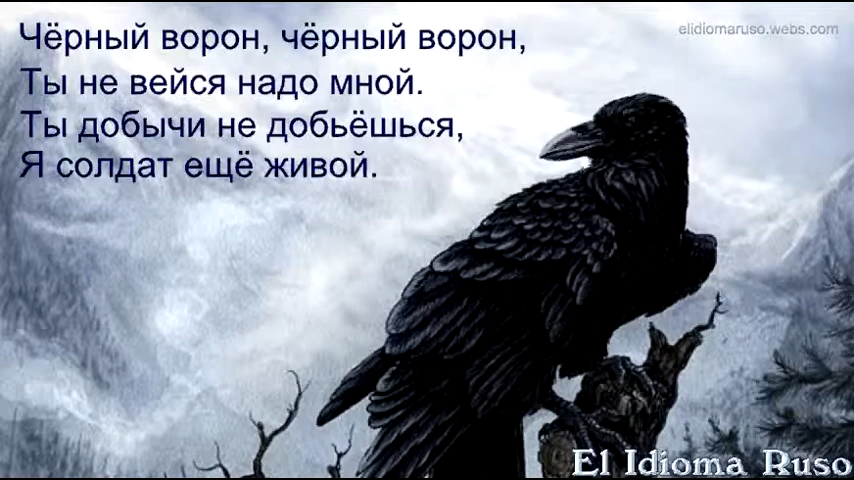 Чёрный ворон, чёрный ворон,
elidiomaruso.webs.com
Ты не вейся надо мной.
Ты добычи не добьёшься,
Я солдат ещё живой.
El Idioma Ruso